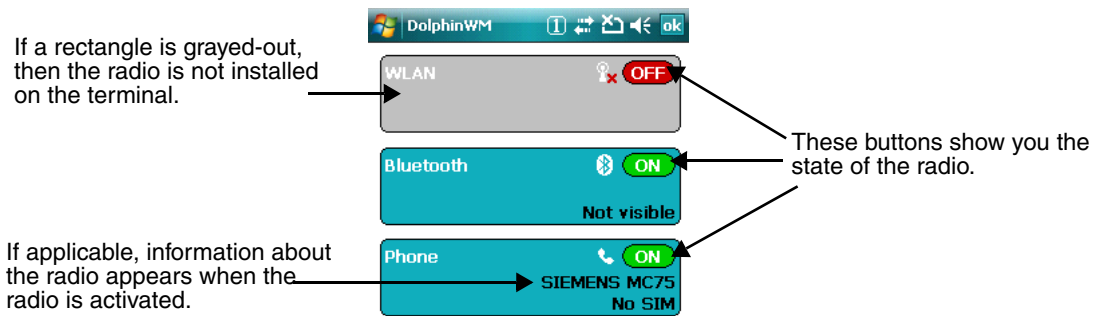 DolphinWM 1 ok
If a rectangle is grayed-out,
then the radio is not installed
on the terminal.
WLAN OFF
These buttons show you the
state of the radio.
Bluetooth ON
Not visible
If applicable, information about
the radio appears when the
radio is activated.
Phone ON
SIEMENS MC75
No SIM